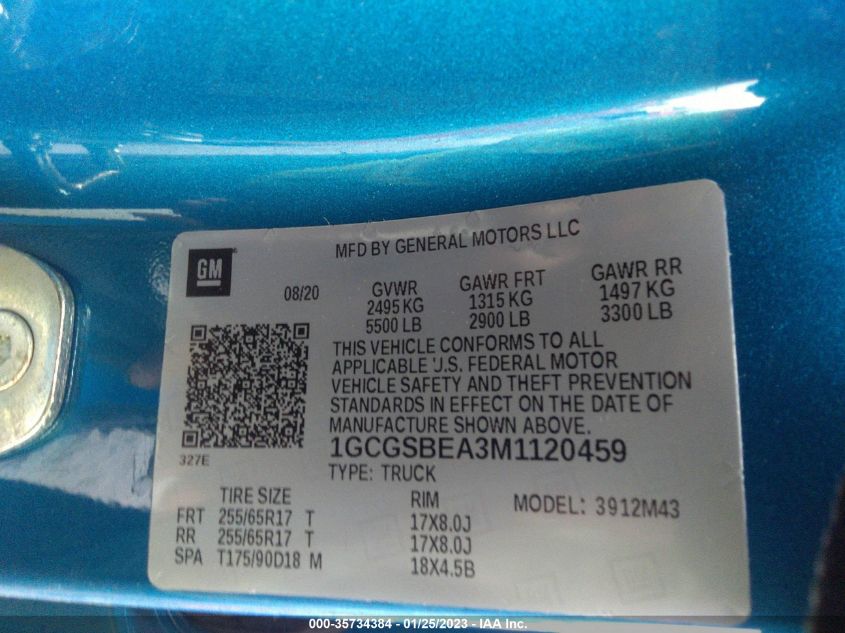 MFD BY GENERAL MOTORS LLC
GM
08/20
GVWR GAWR FRT GAWR RR
2495 KG 1315 KG 1497 KG
5500 LB 2900 LB 3300 LB
THIS VEHICLE CONFORMS TO ALL
APPLICABLE U.S. FEDERAL MOTOR
VEHICLE SAFETY AND THEFT PREVENTION
STANDARDS IN EFFECT ON THE DATE OF
MANUFACTURE SHOWN ABOVE.
327E
1GCGSBEA3M1120459
TYPE: TRUCK
TIRE SIZE RIM MODEL: 3912M43
FRT 255/65R17 T 17X8.0J
RR 255/65R17 T 17X8.0J
SPA T175/90D18 M 18X4.5B
000-35734384 - 01/25/2023 - IAA Inc.